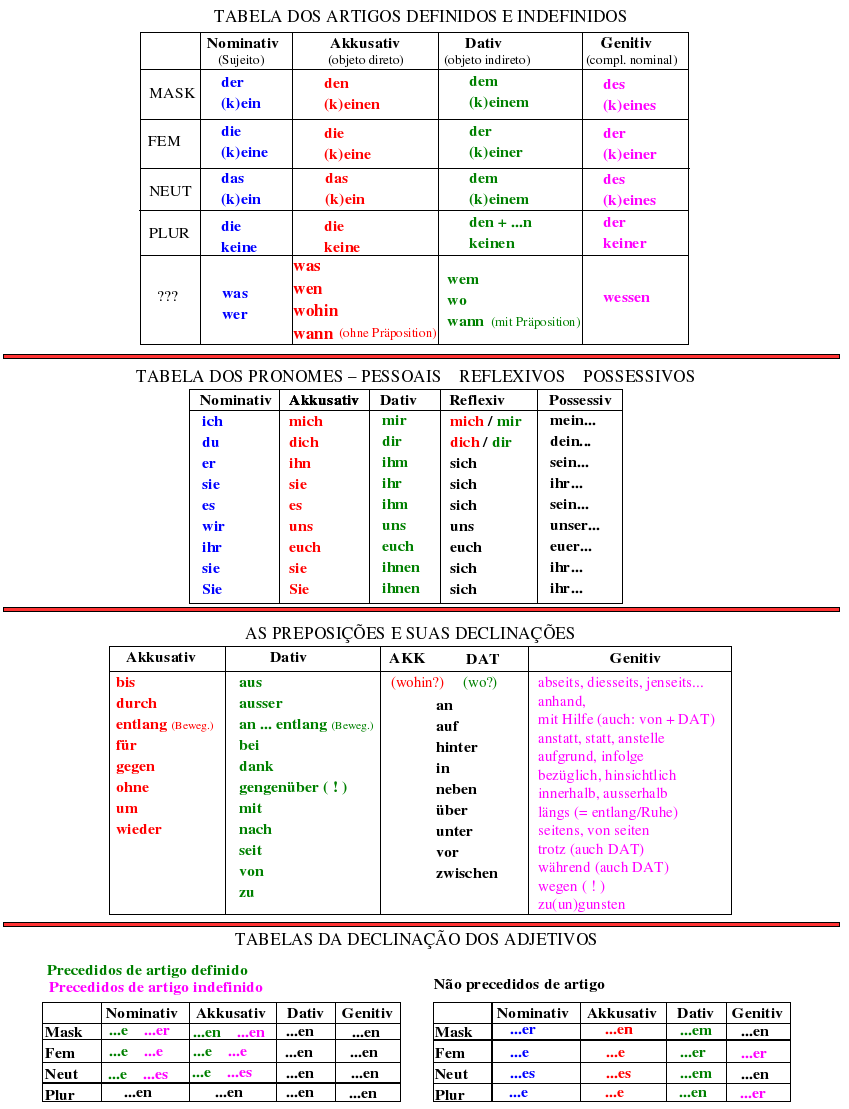 TABELA DOS ARTIGOS DEFINIDOS E INDEFINIDOS
Nominativ Akkusativ Dativ Genitiv
(Sujeito) (objeto direto) (objeto indireto) (compl. nominal)
MASK
der den dem des
(k)ein (k)einen (k)einem (k)eines
FEM
die die der der
(k)eine (k)eine (k)einer (k)einer
NEUT
das das dem des
(k)ein (k)ein (k)einem (k)eines
PLUR
die die den + ...n der
keine keine keinen keiner
???
was
wer
was
wen
wohin
wann (ohne Präposition)
wem
wo
wann (mit Präposition)
wessen
TABELA DOS PRONOMES – PESSOAIS REFLEXIVOS POSSESSIVOS
Nominativ Akkusativ Dativ Reflexiv Possessiv
ich mich mir mich / mir mein...
du dich dir dich / dir dein...
er ihn ihm sich sein...
sie sie ihr sich ihr...
es es ihm sich sein...
wir uns uns uns unser...
ihr euch euch euch euer...
sie sie ihnen sich ihr...
Sie Sie ihnen sich ihr...
AS PREPOSIÇÕES E SUAS DECLINAÇÕES
Akkusativ
bis
durch
entlang (Beweg.)
für
gegen
ohne
um
wieder
Dativ
aus
ausser
an ... entlang (Beweg.)
bei
dank
gengenüber ( ! )
mit
nach
seit
von
zu
AKK DAT
(wohin?) (wo?)
an
auf
hinter
in
neben
über
unter
vor
zwischen
Genitiv
abseits, diesseits, jenseits...
anhand,
mit Hilfe (auch: von + DAT)
anstatt, statt, anstelle
aufgrund, infolge
bezüglich, hinsichtlich
innerhalb, ausserhalb
längs (= entlang/Ruhe)
seitens, von seiten
trotz (auch DAT)
während (auch DAT)
wegen ( ! )
zu(un)gunsten
TABELAS DA DECLINAÇÃO DOS ADJETIVOS
Precedidos de artigo definido
Precedidos de artigo indefinido
Nominativ Akkusativ Dativ Genitiv
Mask ...e ...er ...en ...en ...en ...en
Fem ...e ...e ...e ...e ...en ...en
Neut ...e ...es ...e ...es ...en ...en
Plur ...en ...en ...en ...en
Não precedidos de artigo
Nominativ Akkusativ Dativ Genitiv
Mask ...er ...en ...em ...en
Fem ...e ...e ...er ...er
Neut ...es ...es ...em ...en
Plur ...e ...e ...en ...er